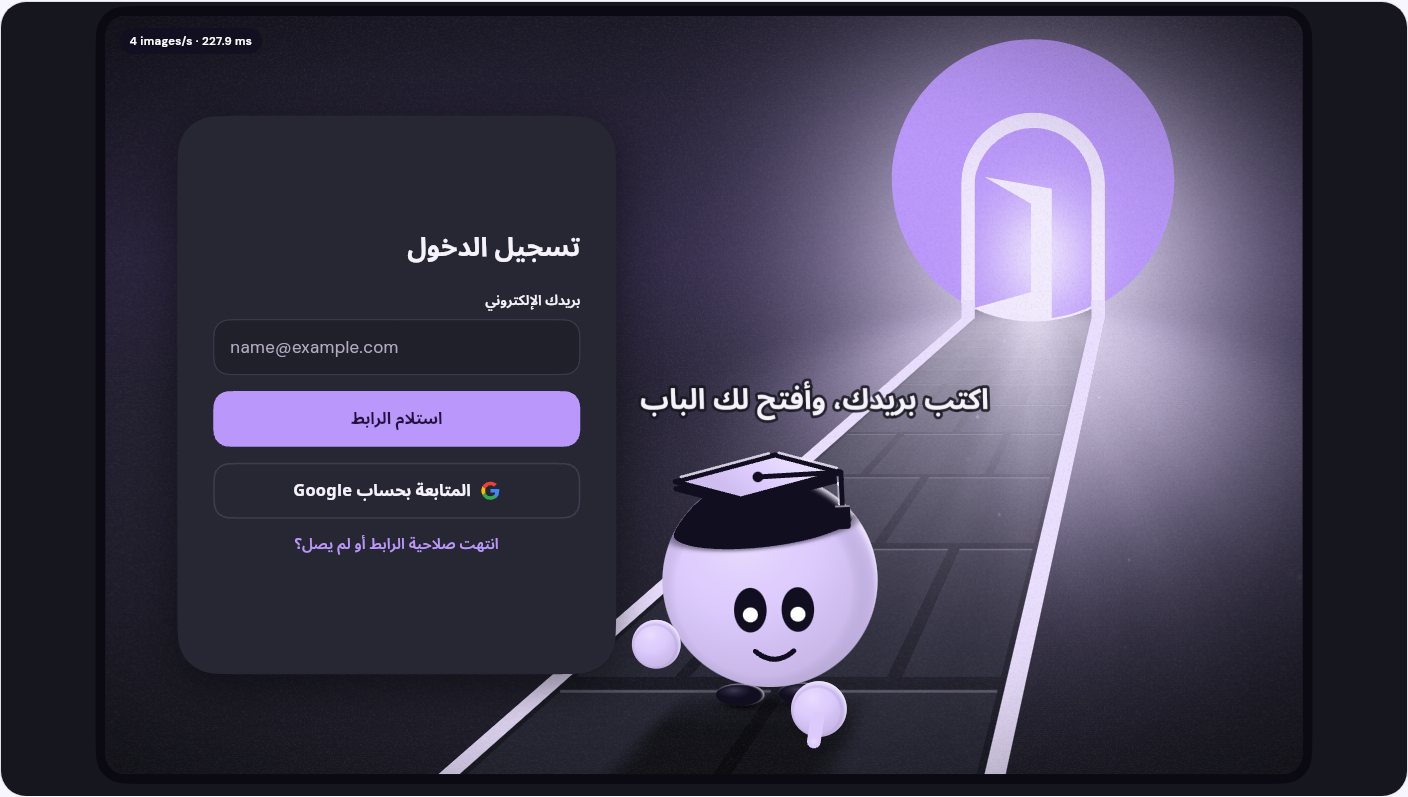 4 images/s · 227.9 ms
تسجيل الدخول
بريدك الإلكتروني
name@example.com
استلام الرابط
المتابعة بحساب Google
انتهت صلاحية الرابط أو لم يصل؟
اكتب بريدك، وأفتح لك الباب